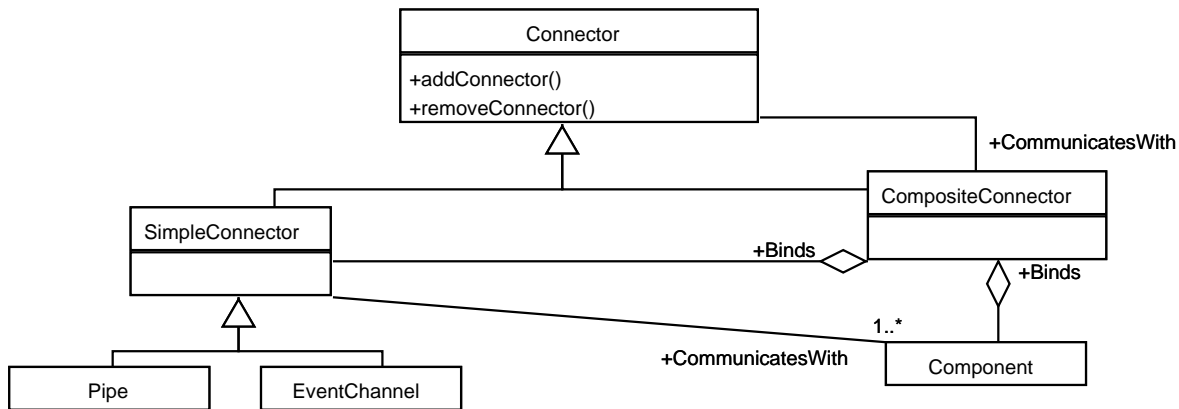 Connector
+addConnector()
+removeConnector()
+CommunicatesWith
CompositeConnector
SimpleConnector
+Binds
+Binds
1..*
+CommunicatesWith
Component
Pipe
EventChannel